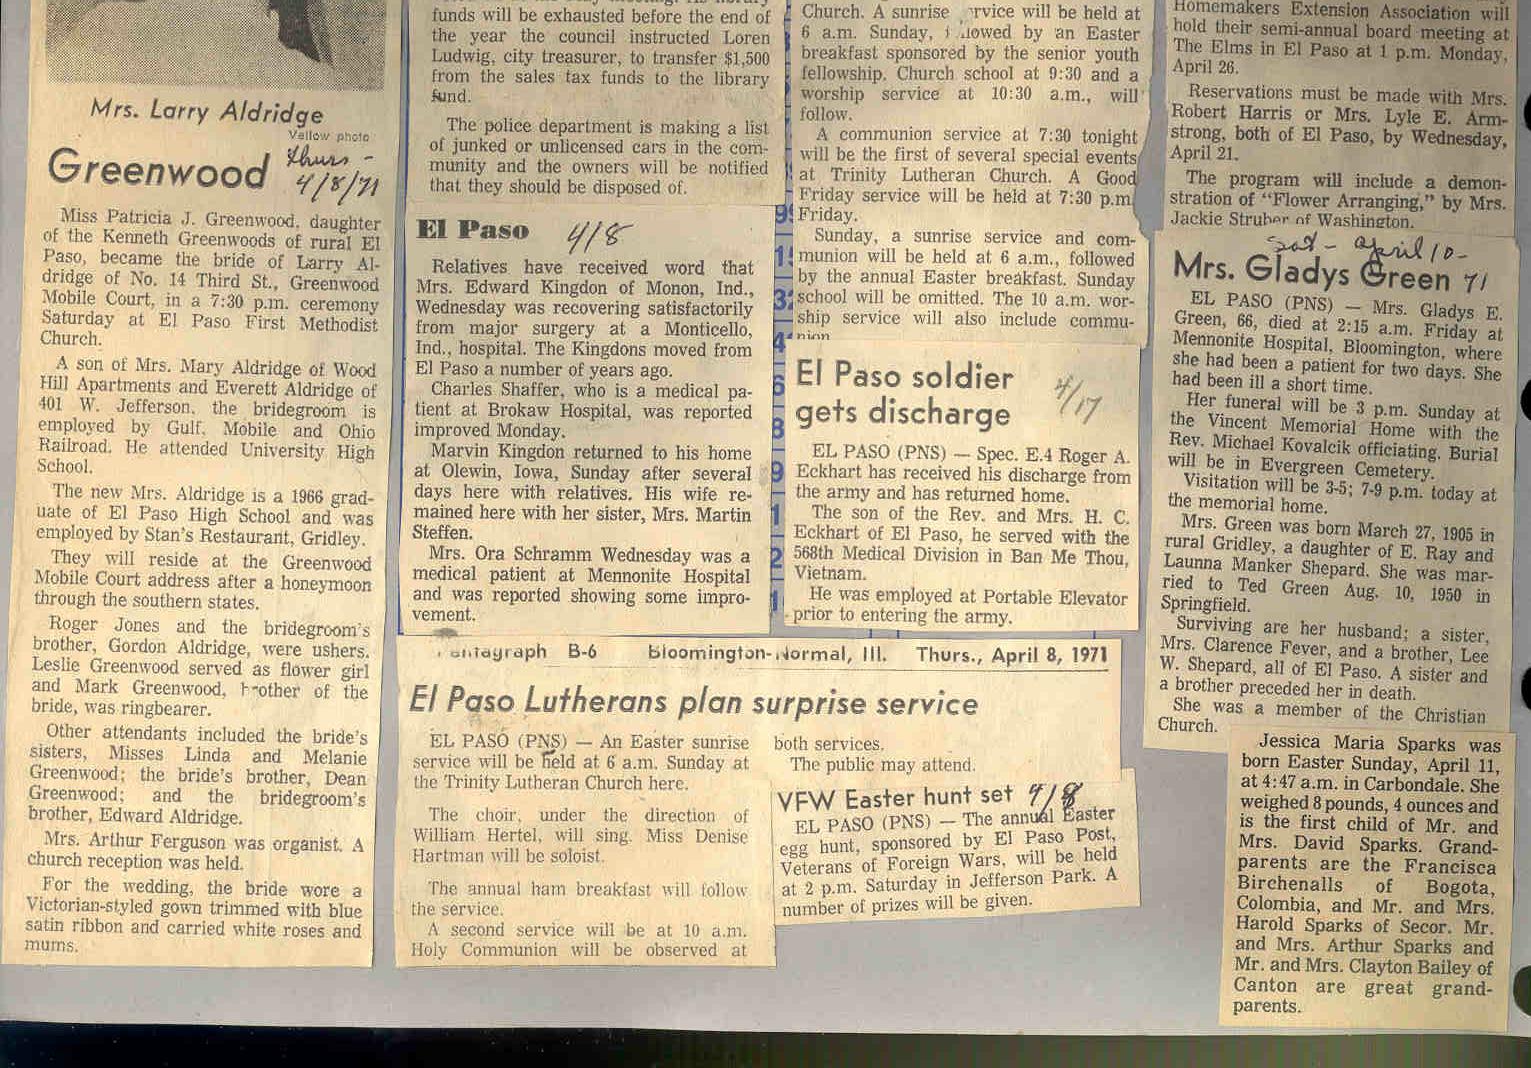 Mrs. Larry Aldridge
Vellow photo
Greenwood
thurs -
4/8/71
Miss Patricia J. Greenwood, daughter
of the Kenneth Greenwoods of rural El
Paso, became the bride of Larry Al-
dridge of No. 14 Third St., Greenwood
Mobile Court, in a 7:30 p.m. ceremony
Saturday at El Paso First Methodist
Church.
A son of Mrs. Mary Aldridge of Wood
Hill Apartments and Everett Aldridge of
401 W. Jefferson, the bridegroom is
employed by Gulf, Mobile and Ohio
Railroad. He attended University High
School.
The new Mrs. Aldridge is a 1966 grad-
uate of El Paso High School and was
employed by Stan's Restaurant, Gridley.
They will reside at the Greenwood
Mobile Court address after a honeymoon
through the southern states.
Roger Jones and the bridegroom's
brother, Gordon Aldridge, were ushers.
Leslie Greenwood served as flower girl
and Mark Greenwood, brother of the
bride, was ringbearer.
Other attendants included the bride's
sisters, Misses Linda and Melanie
Greenwood; the bride's brother, Dean
Greenwood; and the bridegroom's
brother, Edward Aldridge.
Mrs. Arthur Ferguson was organist. A
church reception was held.
For the wedding, the bride wore a
Victorian-styled gown trimmed with blue
satin ribbon and carried white roses and
mums.
funds will be exhausted before the end of
the year the council instructed Loren
Ludwig, city treasurer, to transfer $1,500
from the sales tax funds to the library
fund.
The police department is making a list
of junked or unlicensed cars in the com-
munity and the owners will be notified
that they should be disposed of.
El Paso 4/8
Relatives have received word that
Mrs. Edward Kingdon of Monon, Ind.,
Wednesday was recovering satisfactorily
from major surgery at a Monticello,
Ind., hospital. The Kingdons moved from
El Paso a number of years ago.
Charles Shaffer, who is a medical pa-
tient at Brokaw Hospital, was reported
improved Monday.
Marvin Kingdon returned to his home
at Olewin, Iowa, Sunday after several
days here with relatives. His wife re-
mained here with her sister, Mrs. Martin
Steffen.
Mrs. Ora Schramm Wednesday was a
medical patient at Mennonite Hospital
and was reported showing some impro-
vement.
Church. A sunrise service will be held at
6 a.m. Sunday, followed by an Easter
breakfast sponsored by the senior youth
fellowship. Church school at 9:30 and a
worship service at 10:30 a.m., will
follow.
A communion service at 7:30 tonight
will be the first of several special events
at Trinity Lutheran Church. A Good
Friday service will be held at 7:30 p.m.
Friday.
Sunday, a sunrise service and com-
munion will be held at 6 a.m., followed
by the annual Easter breakfast. Sunday
school will be omitted. The 10 a.m. wor-
ship service will also include commu-
nion.
El Paso soldier
gets discharge
4/17
EL PASO (PNS) — Spec. E.4 Roger A.
Eckhart has received his discharge from
the army and has returned home.
The son of the Rev. and Mrs. H. C.
Eckhart of El Paso, he served with the
568th Medical Division in Ban Me Thou,
Vietnam.
He was employed at Portable Elevator
prior to entering the army.
Pantagraph B-6 Bloomington-Normal, Ill. Thurs., April 8, 1971
El Paso Lutherans plan surprise service
EL PASO (PNS) — An Easter sunrise
service will be held at 6 a.m. Sunday at
the Trinity Lutheran Church here.
The choir, under the direction of
William Hertel, will sing. Miss Denise
Hartman will be soloist.
The annual ham breakfast will follow
the service.
A second service will be at 10 a.m.
Holy Communion will be observed at
both services.
The public may attend.
VFW Easter hunt set 4/8
EL PASO (PNS) — The annual Easter
egg hunt, sponsored by El Paso Post,
Veterans of Foreign Wars, will be held
at 2 p.m. Saturday in Jefferson Park. A
number of prizes will be given.
Homemakers Extension Association will
hold their semi-annual board meeting at
The Elms in El Paso at 1 p.m. Monday,
April 26.
Reservations must be made with Mrs.
Robert Harris or Mrs. Lyle E. Arm-
strong, both of El Paso, by Wednesday,
April 21.
The program will include a demon-
stration of "Flower Arranging," by Mrs.
Jackie Struber of Washington.
Sat - April 10 -
Mrs. Gladys Green 71
EL PASO (PNS) — Mrs. Gladys E.
Green, 66, died at 2:15 a.m. Friday at
Mennonite Hospital, Bloomington, where
she had been a patient for two days. She
had been ill a short time.
Her funeral will be 3 p.m. Sunday at
the Vincent Memorial Home with the
Rev. Michael Kovalcik officiating. Burial
will be in Evergreen Cemetery.
Visitation will be 3-5; 7-9 p.m. today at
the memorial home.
Mrs. Green was born March 27, 1905 in
rural Gridley, a daughter of E. Ray and
Launna Manker Shepard. She was mar-
ried to Ted Green Aug. 10, 1950 in
Springfield.
Surviving are her husband; a sister,
Mrs. Clarence Fever, and a brother, Lee
W. Shepard, all of El Paso. A sister and
a brother preceded her in death.
She was a member of the Christian
Church.
Jessica Maria Sparks was
born Easter Sunday, April 11,
at 4:47 a.m. in Carbondale. She
weighed 8 pounds, 4 ounces and
is the first child of Mr. and
Mrs. David Sparks. Grand-
parents are the Francisca
Birchenalls of Bogota,
Colombia, and Mr. and Mrs.
Harold Sparks of Secor. Mr.
and Mrs. Arthur Sparks and
Mr. and Mrs. Clayton Bailey of
Canton are great grand-
parents.